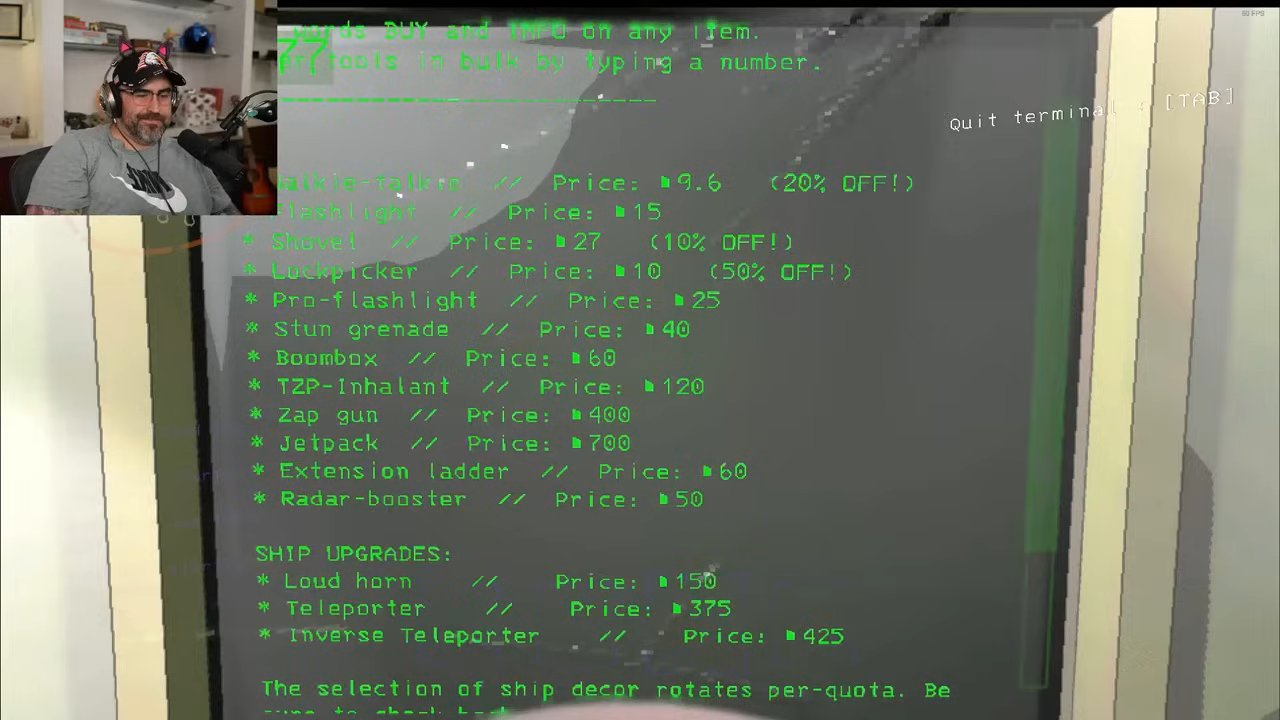 60 FPS
words BUY and INFO on any item.
77
tools in bulk by typing a number.
Quit terminal : [TAB]
Walkie-talkie // Price: 9.6 (20% OFF!)
Flashlight // Price: 15
* Shovel // Price: 27 (10% OFF!)
* Lockpicker // Price: 10 (50% OFF!)
* Pro-flashlight // Price: 25
* Stun grenade // Price: 40
* Boombox // Price: 60
* TZP-Inhalant // Price: 120
* Zap gun // Price: 400
* Jetpack // Price: 700
* Extension ladder // Price: 60
* Radar-booster // Price: 50
SHIP UPGRADES:
* Loud horn // Price: 150
* Teleporter // Price: 375
* Inverse Teleporter // Price: 425
The selection of ship decor rotates per-quota. Be